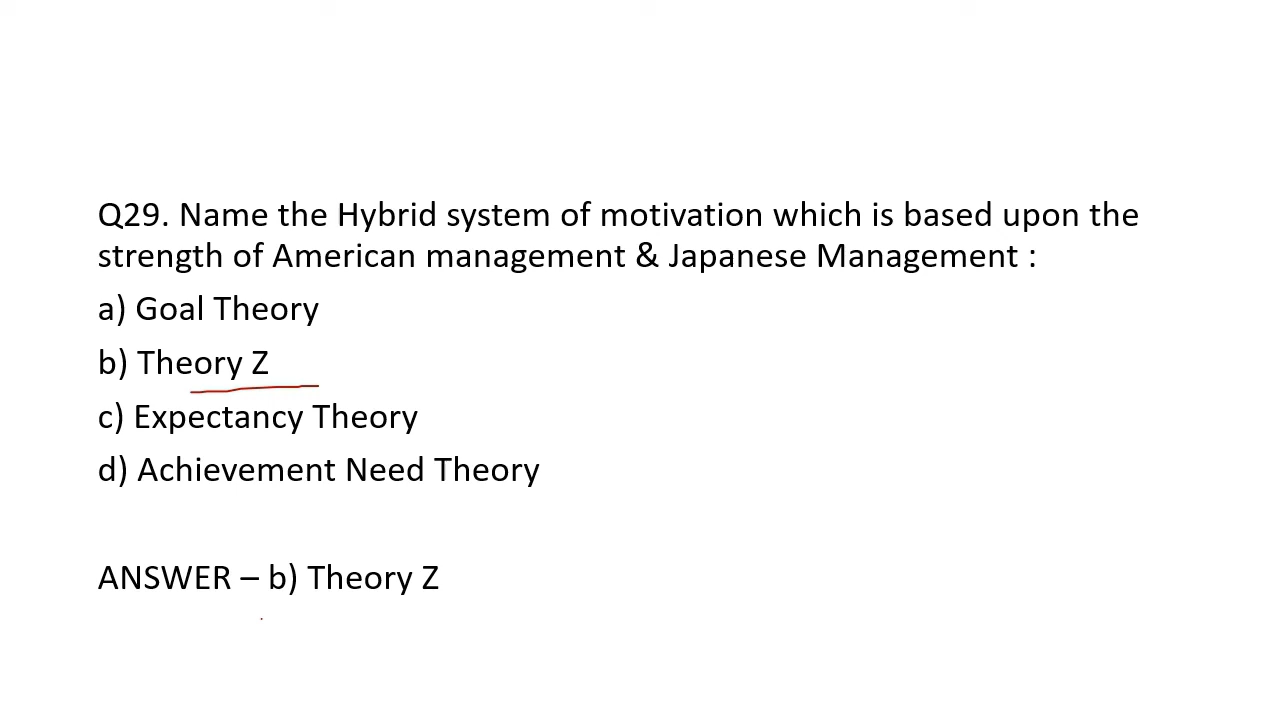 Q29. Name the Hybrid system of motivation which is based upon the
strength of American management & Japanese Management :
a) Goal Theory
b) Theory Z
c) Expectancy Theory
d) Achievement Need Theory
ANSWER – b) Theory Z